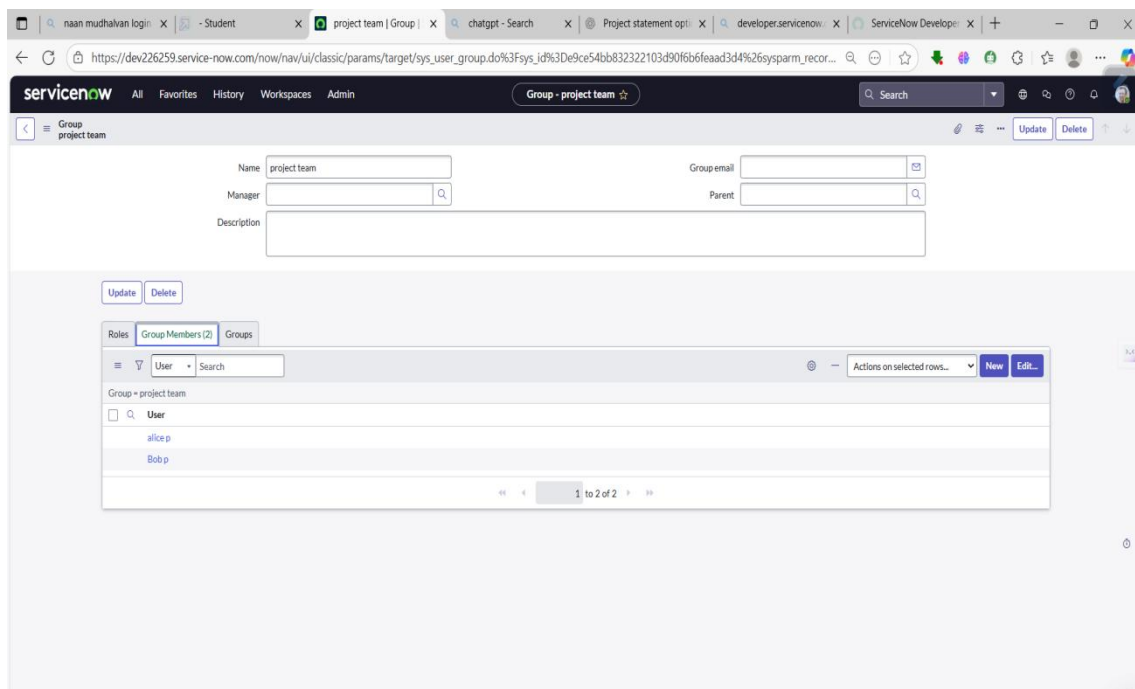 naan mudhalvan login
- Student
project team | Group |
chatgpt - Search
Project statement opti
developer.servicenow.
ServiceNow Developer
https://dev226259.service-now.com/now/nav/ui/classic/params/target/sys_user_group.do%3Fsys_id%3De9ce54bb832322103d90f6b6feaad3d4%26sysparm_recor...
servicenow All Favorites History Workspaces Admin
Group - project team
Search
Group
project team
Update Delete
Name project team
Group email
Manager
Parent
Description
Update Delete
Roles Group Members (2) Groups
User Search
Actions on selected rows...
New Edit...
Group = project team
User
alice p
Bob p
1 to 2 of 2